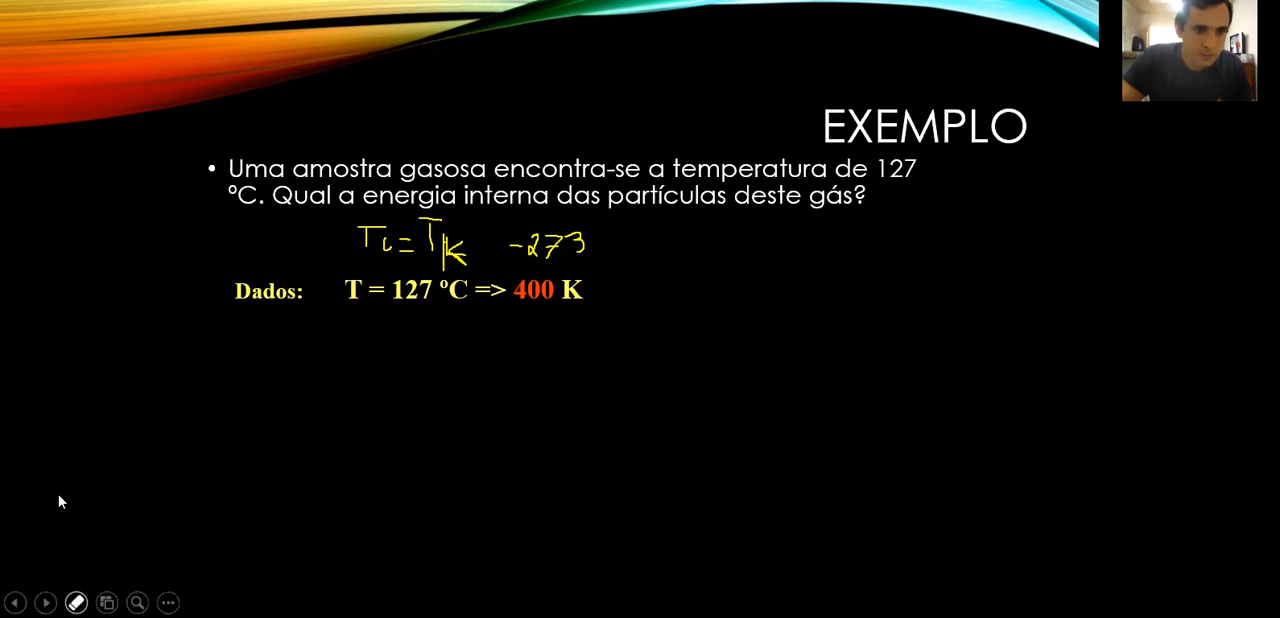 EXEMPLO
• Uma amostra gasosa encontra-se a temperatura de 127
ºC. Qual a energia interna das partículas deste gás?
Tc = TK -273
Dados: T = 127 ºC => 400 K